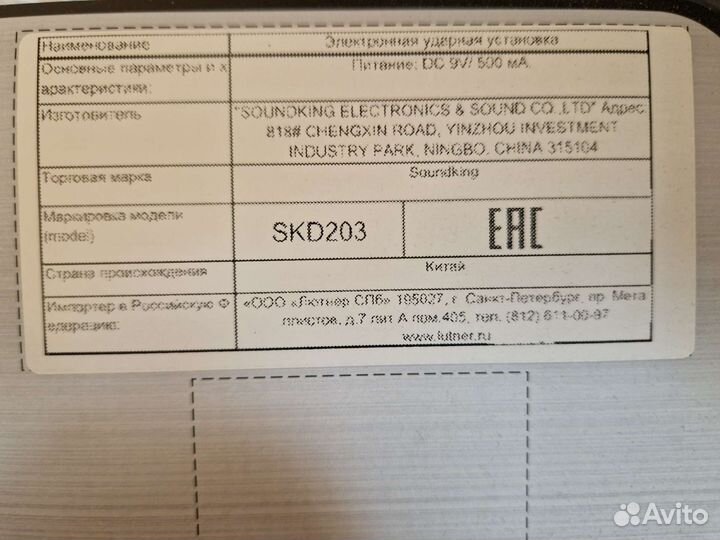 Наименование
Электронная ударная установка
Основные параметры и х
арактеристики:
Питание: DC 9V/ 500 мА.
Изготовитель
"SOUNDKING ELECTRONICS & SOUND CO.,LTD" Адрес:
818# CHENGXIN ROAD, YINZHOU INVESTMENT
INDUSTRY PARK, NINGBO, CHINA 315104
Торговая марка
Soundking
Маркировка модели
(model)
SKD203
EAC
Страна происхождения
Китай
Импортер в Российскую Ф
едерацию:
«ООО «Лютнер СПб» 195027, г. Санкт-Петербург, пр. Мета
ллистов, д.7 лит А пом.405, тел. (812) 611-00-97
www.lutner.ru
Avito